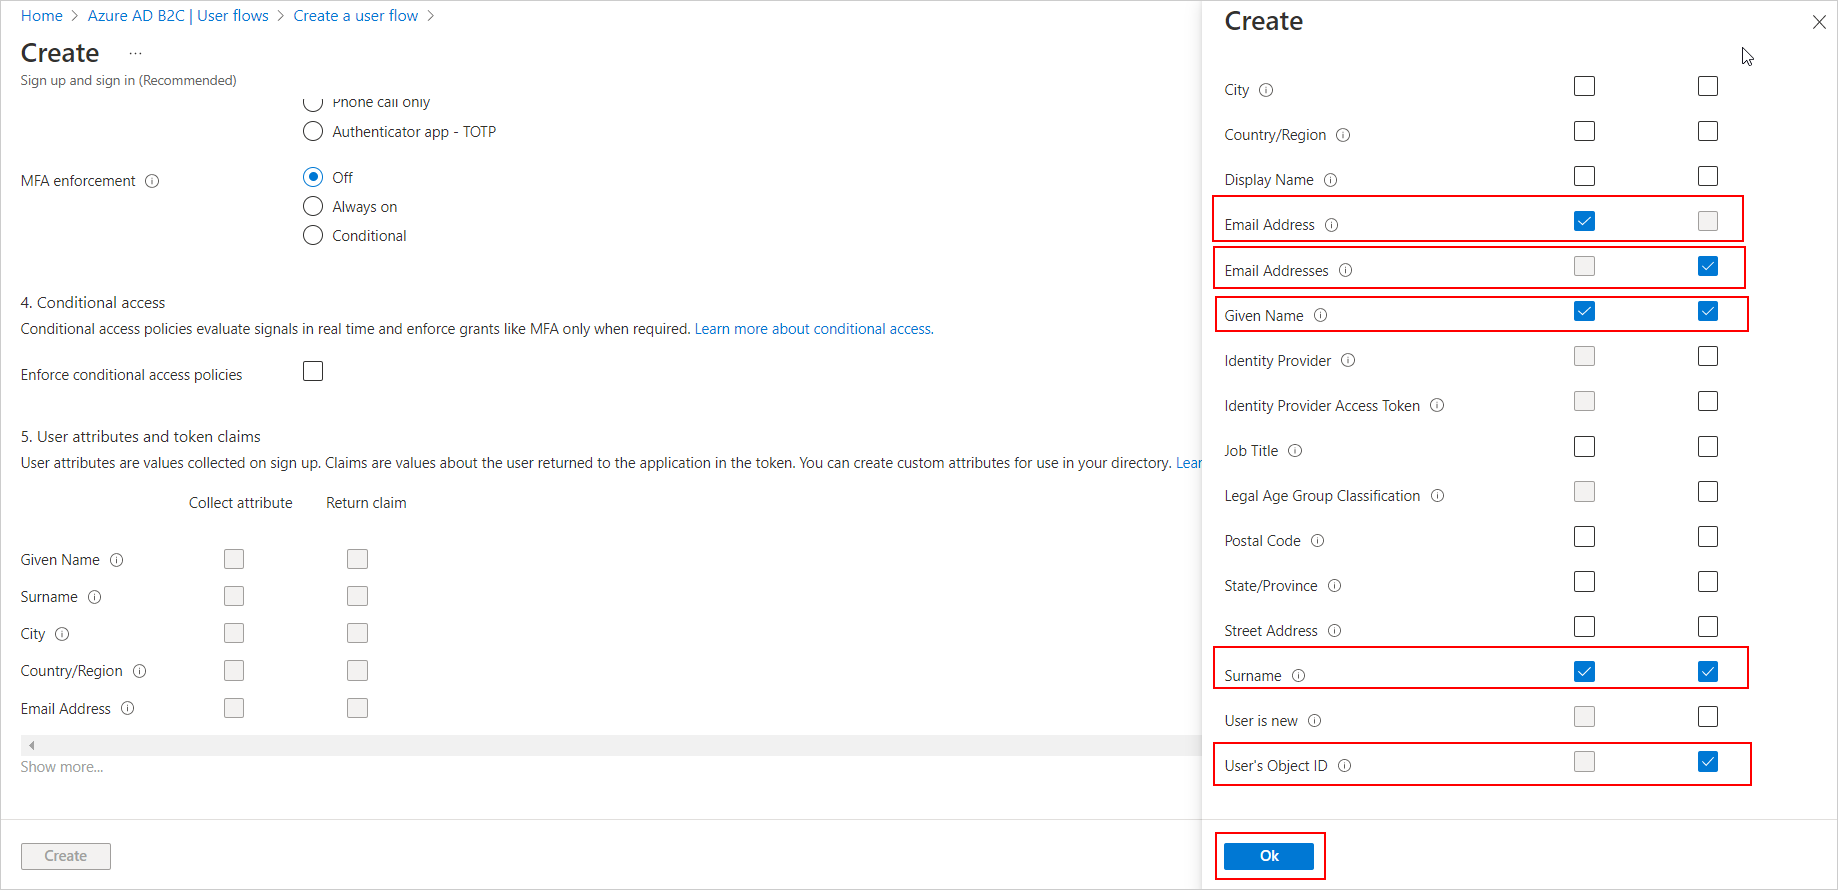 Home > Azure AD B2C | User flows > Create a user flow >
Create ...
Sign up and sign in (Recommended)
Phone call only
Authenticator app - TOTP
MFA enforcement
Off
Always on
Conditional
4. Conditional access
Conditional access policies evaluate signals in real time and enforce grants like MFA only when required. Learn more about conditional access.
Enforce conditional access policies
5. User attributes and token claims
User attributes are values collected on sign up. Claims are values about the user returned to the application in the token. You can create custom attributes for use in your directory. Lear
Collect attribute Return claim
Given Name
Surname
City
Country/Region
Email Address
Show more...
Create
Create
City
Country/Region
Display Name
Email Address
Email Addresses
Given Name
Identity Provider
Identity Provider Access Token
Job Title
Legal Age Group Classification
Postal Code
State/Province
Street Address
Surname
User is new
User's Object ID
Ok